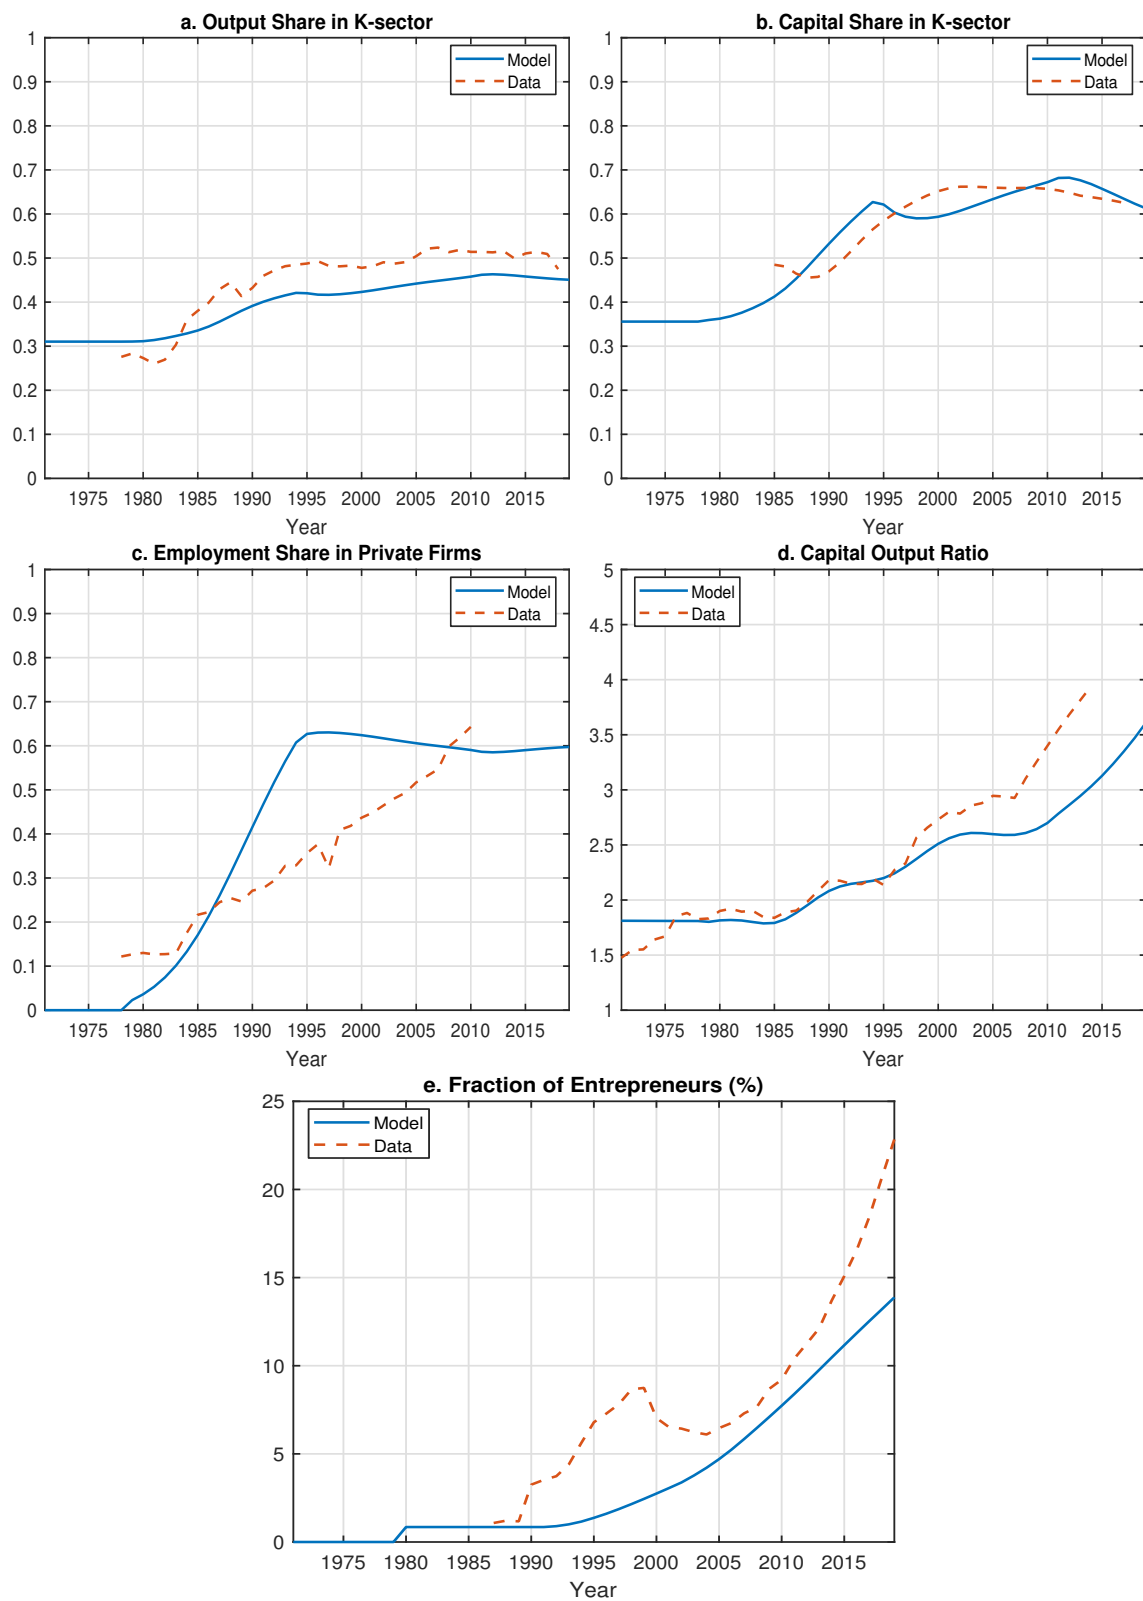 a. Output Share in K-sector
1
0.9
0.8
0.7
0.6
0.5
0.4
0.3
0.2
0.1
0
Model
Data
1975 1980 1985 1990 1995 2000 2005 2010 2015
Year
b. Capital Share in K-sector
1
0.9
0.8
0.7
0.6
0.5
0.4
0.3
0.2
0.1
0
Model
Data
1975 1980 1985 1990 1995 2000 2005 2010 2015
Year
c. Employment Share in Private Firms
1
0.9
0.8
0.7
0.6
0.5
0.4
0.3
0.2
0.1
0
Model
Data
1975 1980 1985 1990 1995 2000 2005 2010 2015
Year
d. Capital Output Ratio
5
4.5
4
3.5
3
2.5
2
1.5
1
Model
Data
1975 1980 1985 1990 1995 2000 2005 2010 2015
Year
e. Fraction of Entrepreneurs (%)
25
20
15
10
5
0
Model
Data
1975 1980 1985 1990 1995 2000 2005 2010 2015
Year